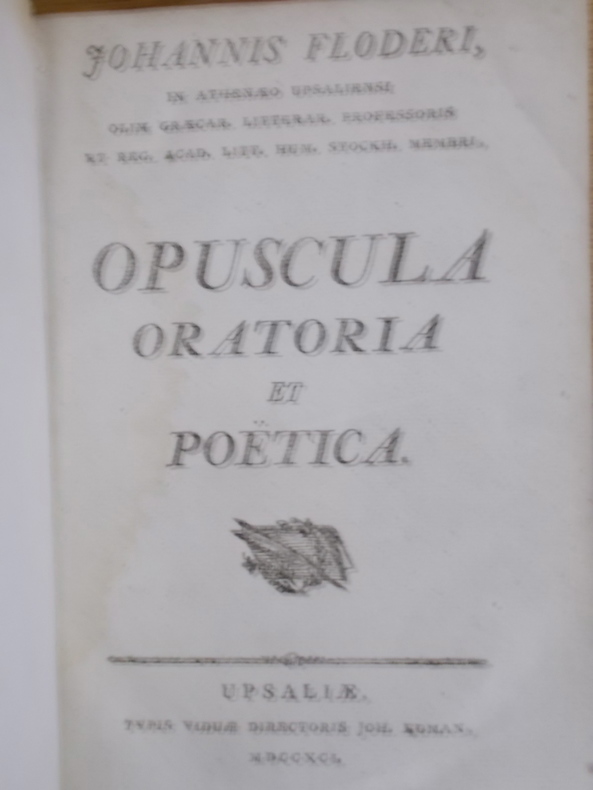 JOHANNIS FLODERI,
IN ATHENÆO UPSALIENSI
OLIM GRÆCAR. LITTERAR. PROFESSORIS
ET REG. ACAD. LITT. HUM. STOCKH. MEMBRI,
OPUSCULA
ORATORIA
ET
POËTICA.
UPSALIÆ,
TYPIS VIDUÆ DIRECTORIS JOH. EDMAN.
MDCCXCI.